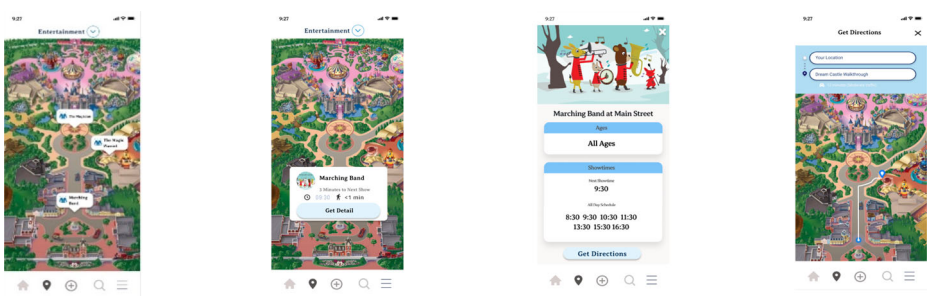 9:27
Entertainment
The Magic
Marching
Band
9:27
Entertainment
Marching Band
3 Minutes to Next Show
09:30
<1 min
Get Detail
9:27
Marching Band at Main Street
Ages
All Ages
Showtimes
Next Showtime
9:30
All Day Schedule
8:30 9:30 10:30 11:30
13:30 15:30 16:30
Get Directions
9:27
Get Directions
Your Location
Dream Castle Walkthrough